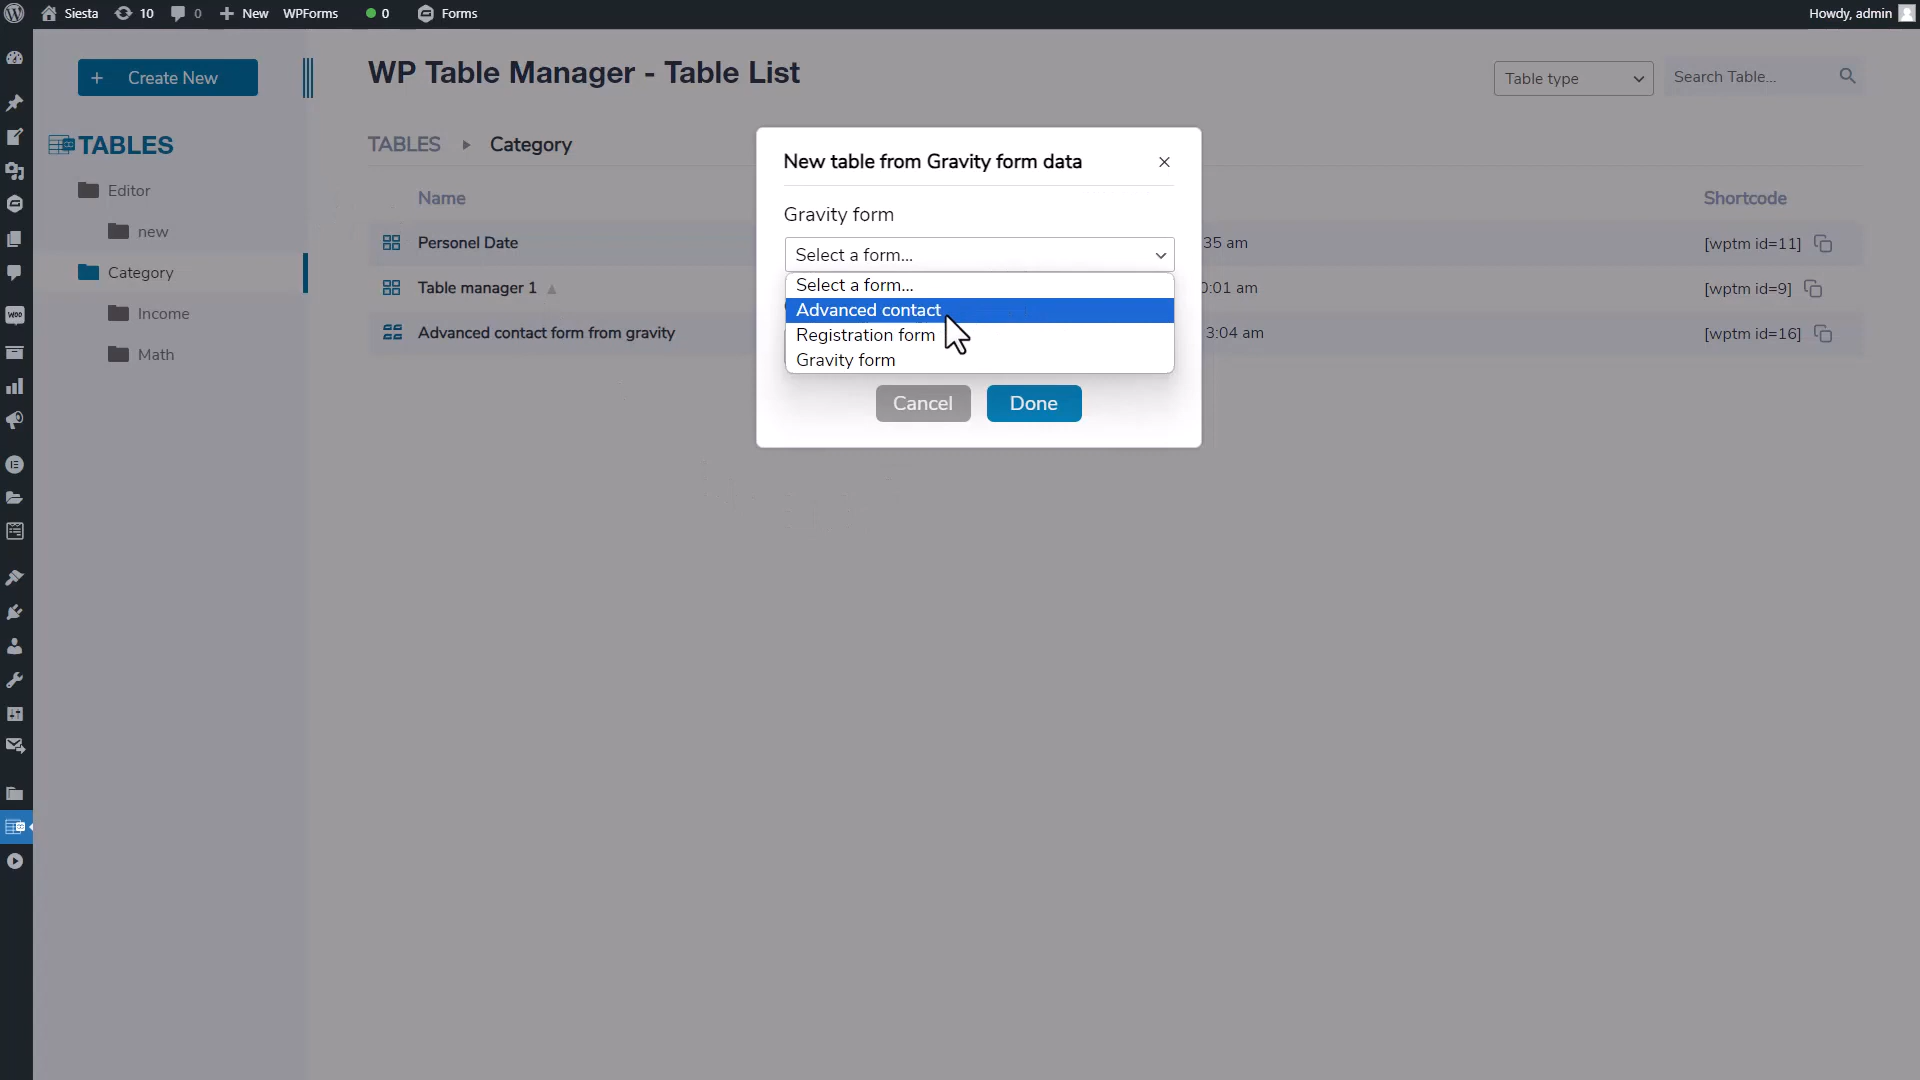 Siesta
10
0
New
WPForms
0
Forms
Howdy, admin
+ Create New
WP Table Manager - Table List
Table type
Search Table...
TABLES
Editor
new
Category
Income
Math
TABLES
Category
Name
Shortcode
Personel Date
35 am
[wptm id=11]
Table manager 1
0:01 am
[wptm id=9]
Advanced contact form from gravity
3:04 am
[wptm id=16]
New table from Gravity form data
Gravity form
Select a form...
Select a form...
Advanced contact
Registration form
Gravity form
Cancel
Done
WOO